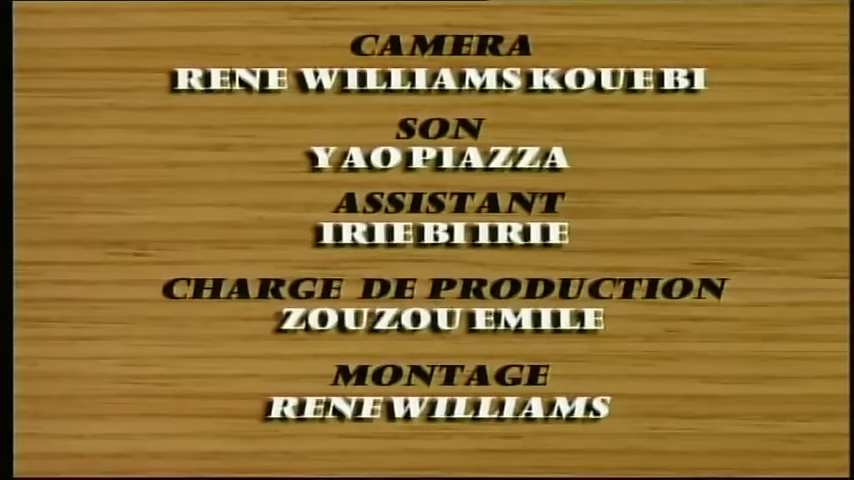 CAMERA
RENE WILLIAMS KOUE BI
SON
YAO PIAZZA
ASSISTANT
IRIE BI IRIE
CHARGE DE PRODUCTION
ZOUZOU EMILE
MONTAGE
RENE WILLIAMS